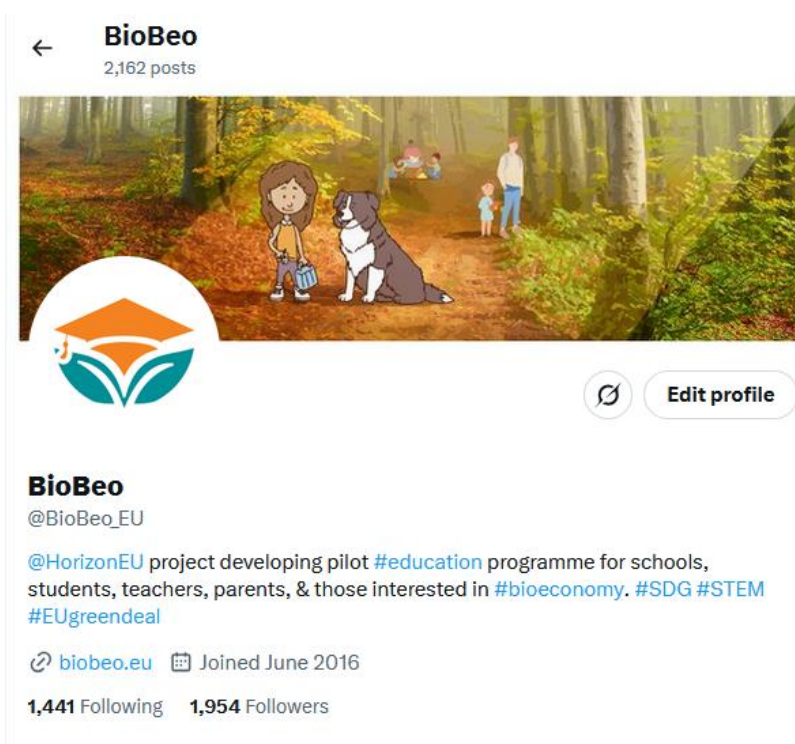 BioBeo
2,162 posts
Edit profile
BioBeo
@BioBeo_EU
@HorizonEU project developing pilot #education programme for schools,
students, teachers, parents, & those interested in #bioeconomy. #SDG #STEM
#EUgreendeal
biobeo.eu Joined June 2016
1,441 Following 1,954 Followers